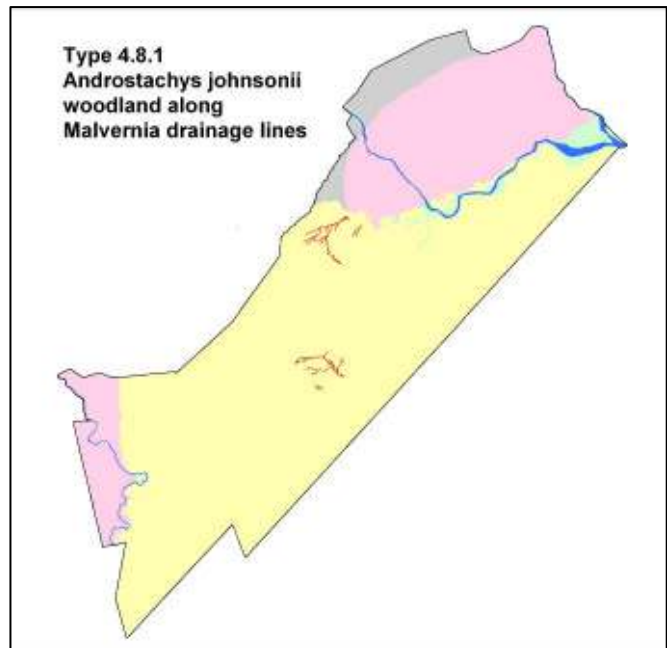 Type 4.8.1
Androstachys johnsonii
woodland along
Malvernia drainage lines